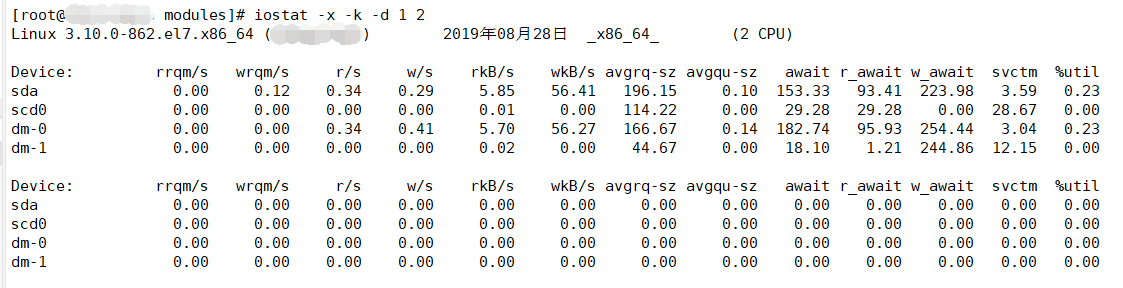 [root@ modules]# iostat -x -k -d 1 2
Linux 3.10.0-862.el7.x86_64 ( ) 2019年08月28日 _x86_64_ (2 CPU)
Device: rrqm/s wrqm/s r/s w/s rkB/s wkB/s avgrq-sz avgqu-sz await r_await w_await svctm %util
sda 0.00 0.12 0.34 0.29 5.85 56.41 196.15 0.10 153.33 93.41 223.98 3.59 0.23
scd0 0.00 0.00 0.00 0.00 0.01 0.00 114.22 0.00 29.28 29.28 0.00 28.67 0.00
dm-0 0.00 0.00 0.34 0.41 5.70 56.27 166.67 0.14 182.74 95.93 254.44 3.04 0.23
dm-1 0.00 0.00 0.00 0.00 0.02 0.00 44.67 0.00 18.10 1.21 244.86 12.15 0.00
Device: rrqm/s wrqm/s r/s w/s rkB/s wkB/s avgrq-sz avgqu-sz await r_await w_await svctm %util
sda 0.00 0.00 0.00 0.00 0.00 0.00 0.00 0.00 0.00 0.00 0.00 0.00 0.00
scd0 0.00 0.00 0.00 0.00 0.00 0.00 0.00 0.00 0.00 0.00 0.00 0.00 0.00
dm-0 0.00 0.00 0.00 0.00 0.00 0.00 0.00 0.00 0.00 0.00 0.00 0.00 0.00
dm-1 0.00 0.00 0.00 0.00 0.00 0.00 0.00 0.00 0.00 0.00 0.00 0.00 0.00